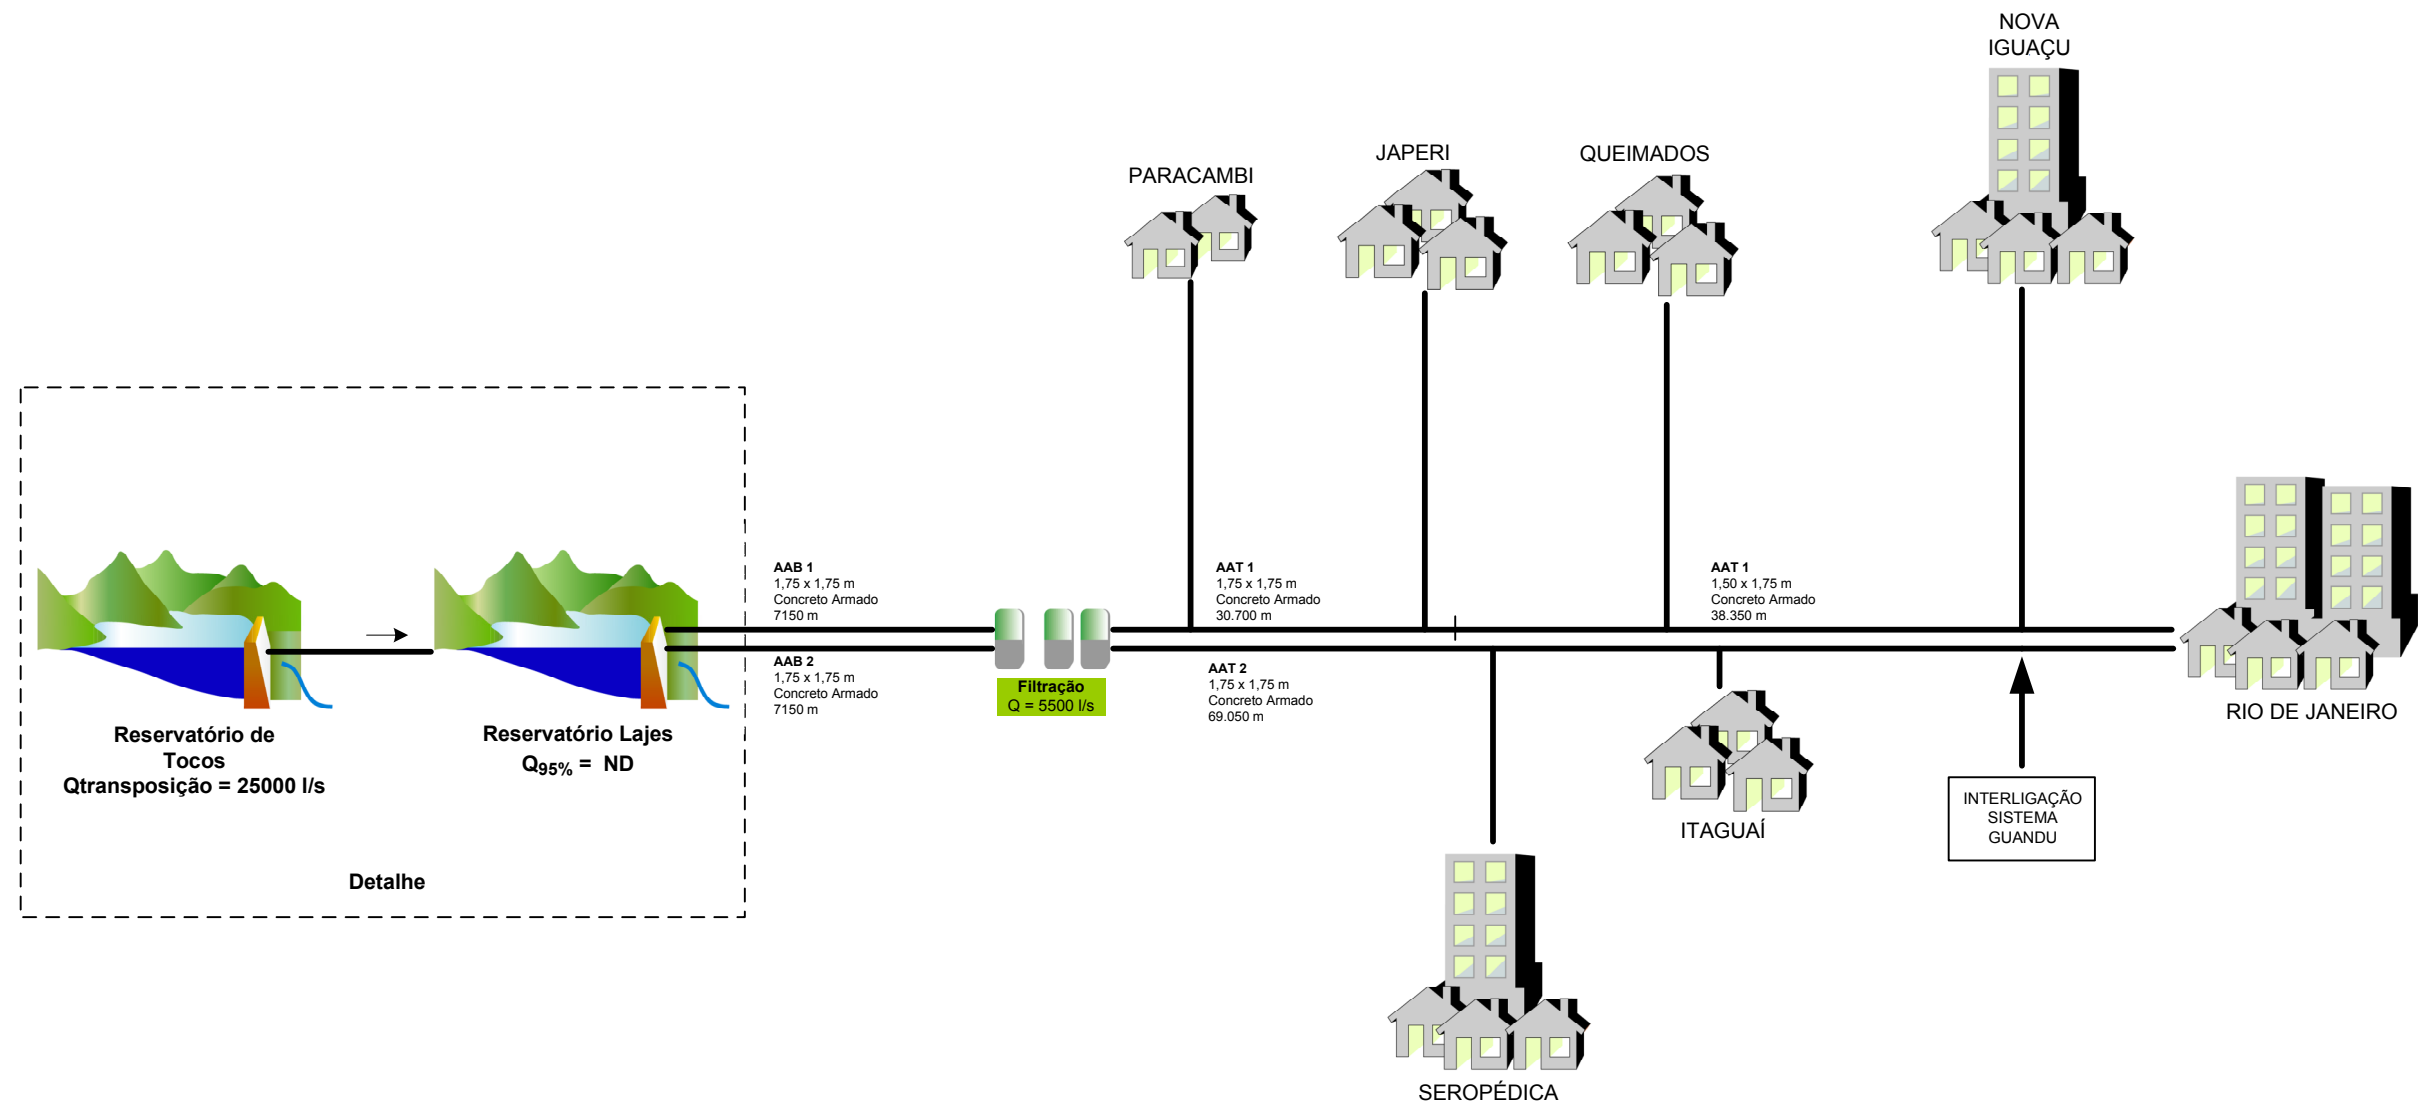 NOVA
IGUAÇU
JAPERI
QUEIMADOS
PARACAMBI
AAB 1
1,75 x 1,75 m
Concreto Armado
7150 m
AAT 1
1,75 x 1,75 m
Concreto Armado
30.700 m
AAT 1
1,50 x 1,75 m
Concreto Armado
38.350 m
AAB 2
1,75 x 1,75 m
Concreto Armado
7150 m
Filtração
Q = 5500 l/s
AAT 2
1,75 x 1,75 m
Concreto Armado
69.050 m
RIO DE JANEIRO
Reservatório de
Tocos
Qtransposição = 25000 l/s
Reservatório Lajes
Q95% = ND
INTERLIGAÇÃO
SISTEMA
GUANDU
ITAGUAÍ
Detalhe
SEROPÉDICA